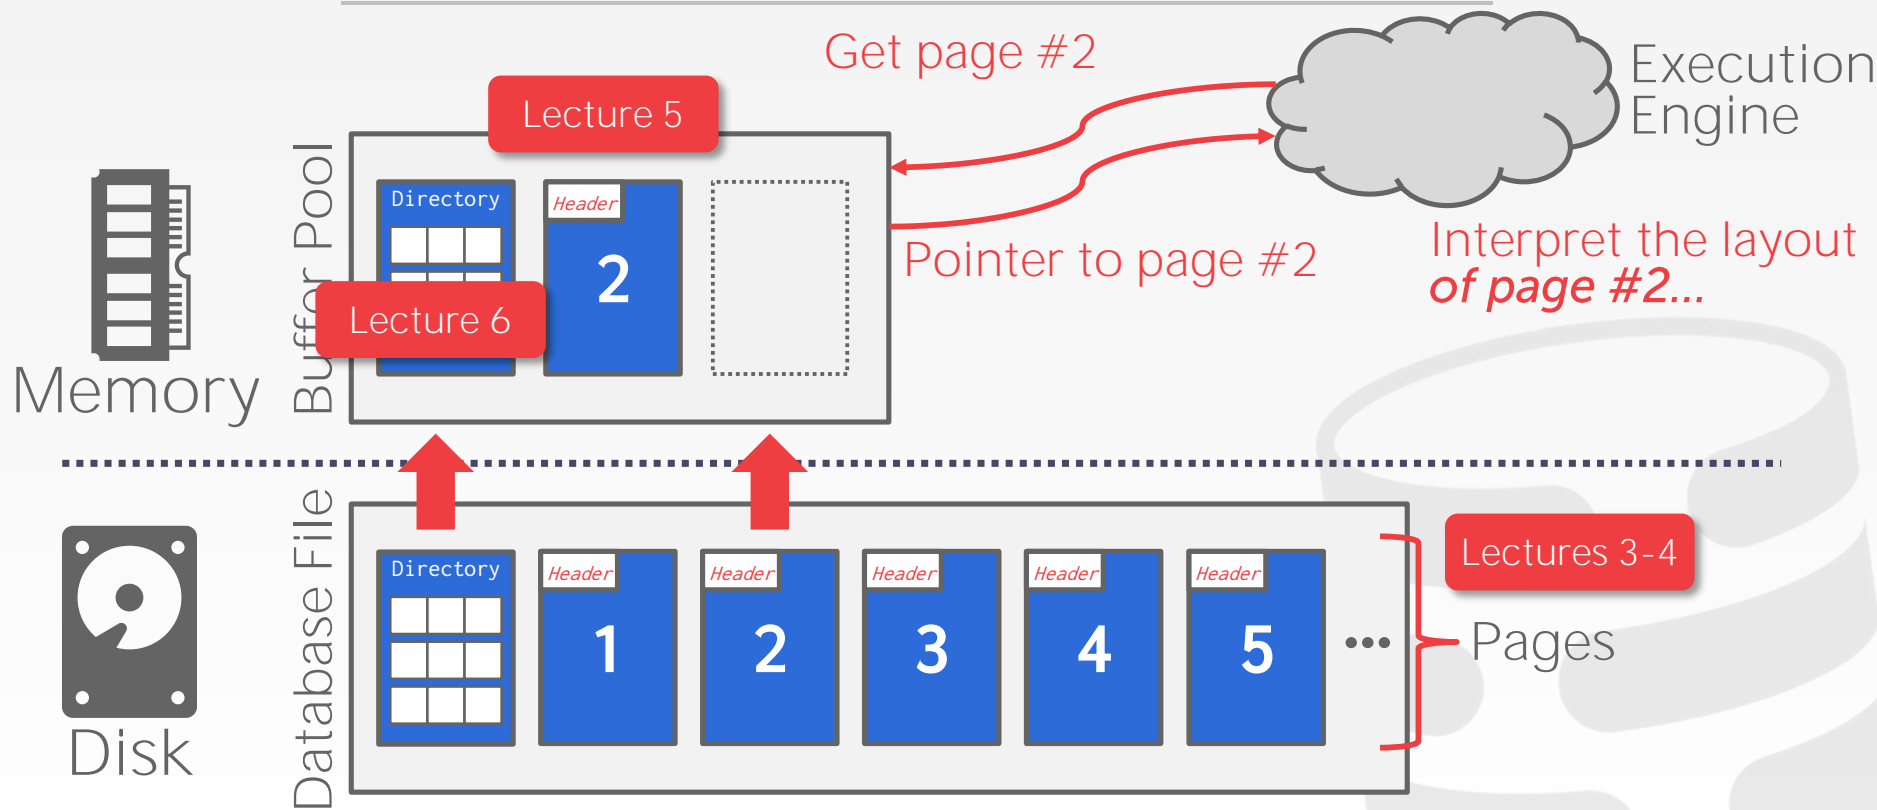 Get page #2
Execution
Engine
Lecture 5
Buffer Pool
Directory
Header
2
Lecture 6
Pointer to page #2
Interpret the layout
of page #2...
Memory
Database File
Directory
Header
1
Header
2
Header
3
Header
4
Header
5
...
Lectures 3-4
Pages
Disk